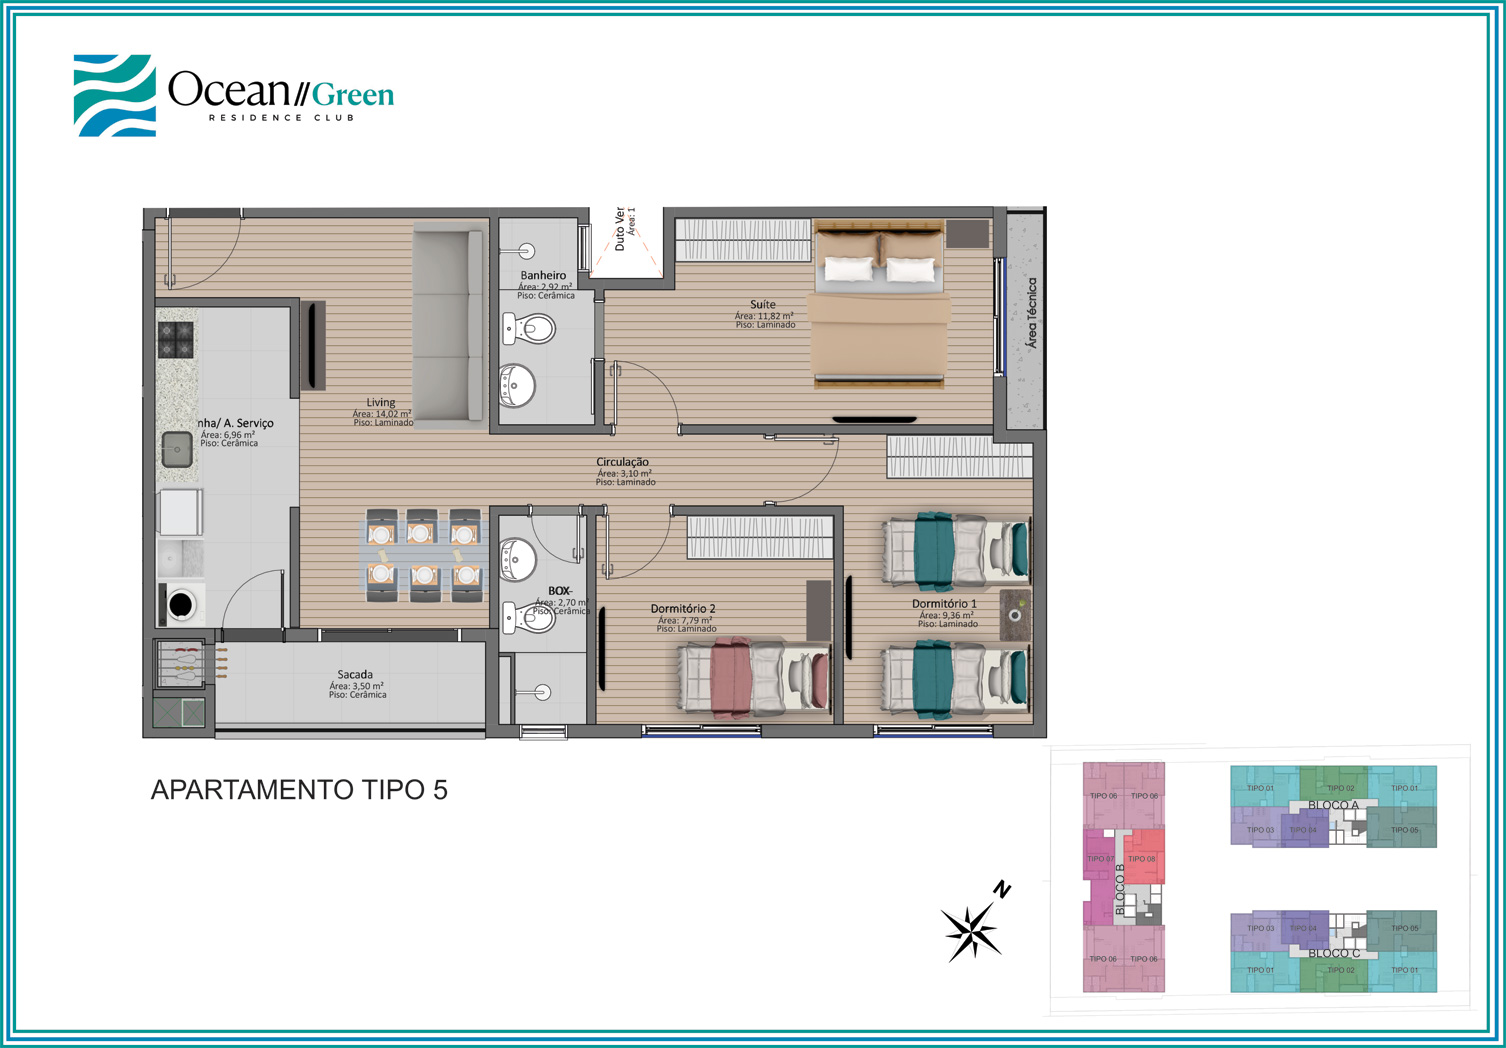 Ocean//Green
RESIDENCE CLUB
Duto Ver
Área: 1
Banheiro
Área: 2,92 m²
Piso: Cerâmica
Suíte
Área: 11,82 m²
Piso: Laminado
Área Técnica
Living
Área: 14,02 m²
Piso: Laminado
nha/ A. Serviço
Área: 6,96 m²
Piso: Cerâmica
Circulação
Área: 3,10 m²
Piso: Laminado
BOX
Área: 2,70 m²
Piso: Cerâmica
Dormitório 2
Área: 7,79 m²
Piso: Laminado
Dormitório 1
Área: 9,36 m²
Piso: Laminado
Sacada
Área: 3,50 m²
Piso: Cerâmica
APARTAMENTO TIPO 5
N
TIPO 06 TIPO 06
TIPO 07 TIPO 08
BLOCO B
TIPO 06 TIPO 06
TIPO 01 TIPO 02 TIPO 01
BLOCO A
TIPO 03 TIPO 04 TIPO 05
TIPO 03 TIPO 04 TIPO 05
BLOCO C
TIPO 01 TIPO 02 TIPO 01